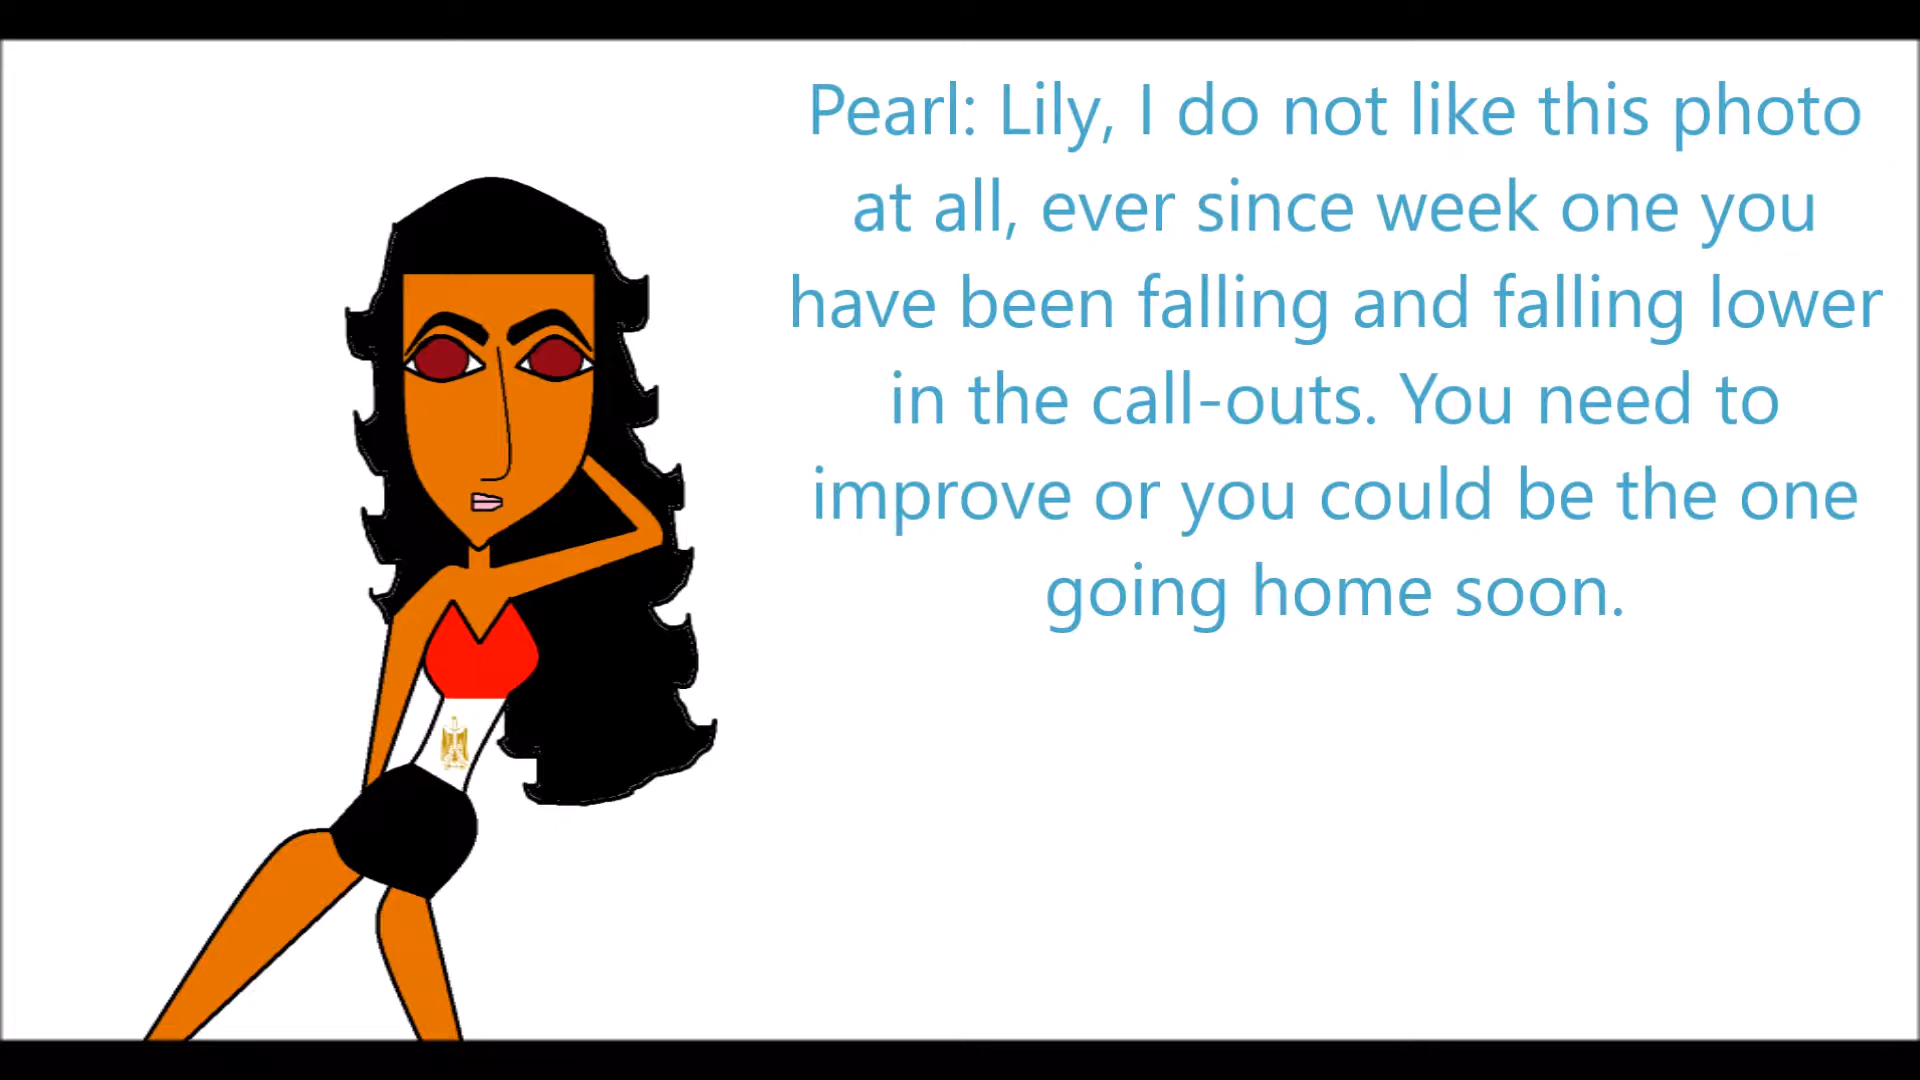 Pearl: Lily, I do not like this photo
at all, ever since week one you
have been falling and falling lower
in the call-outs. You need to
improve or you could be the one
going home soon.